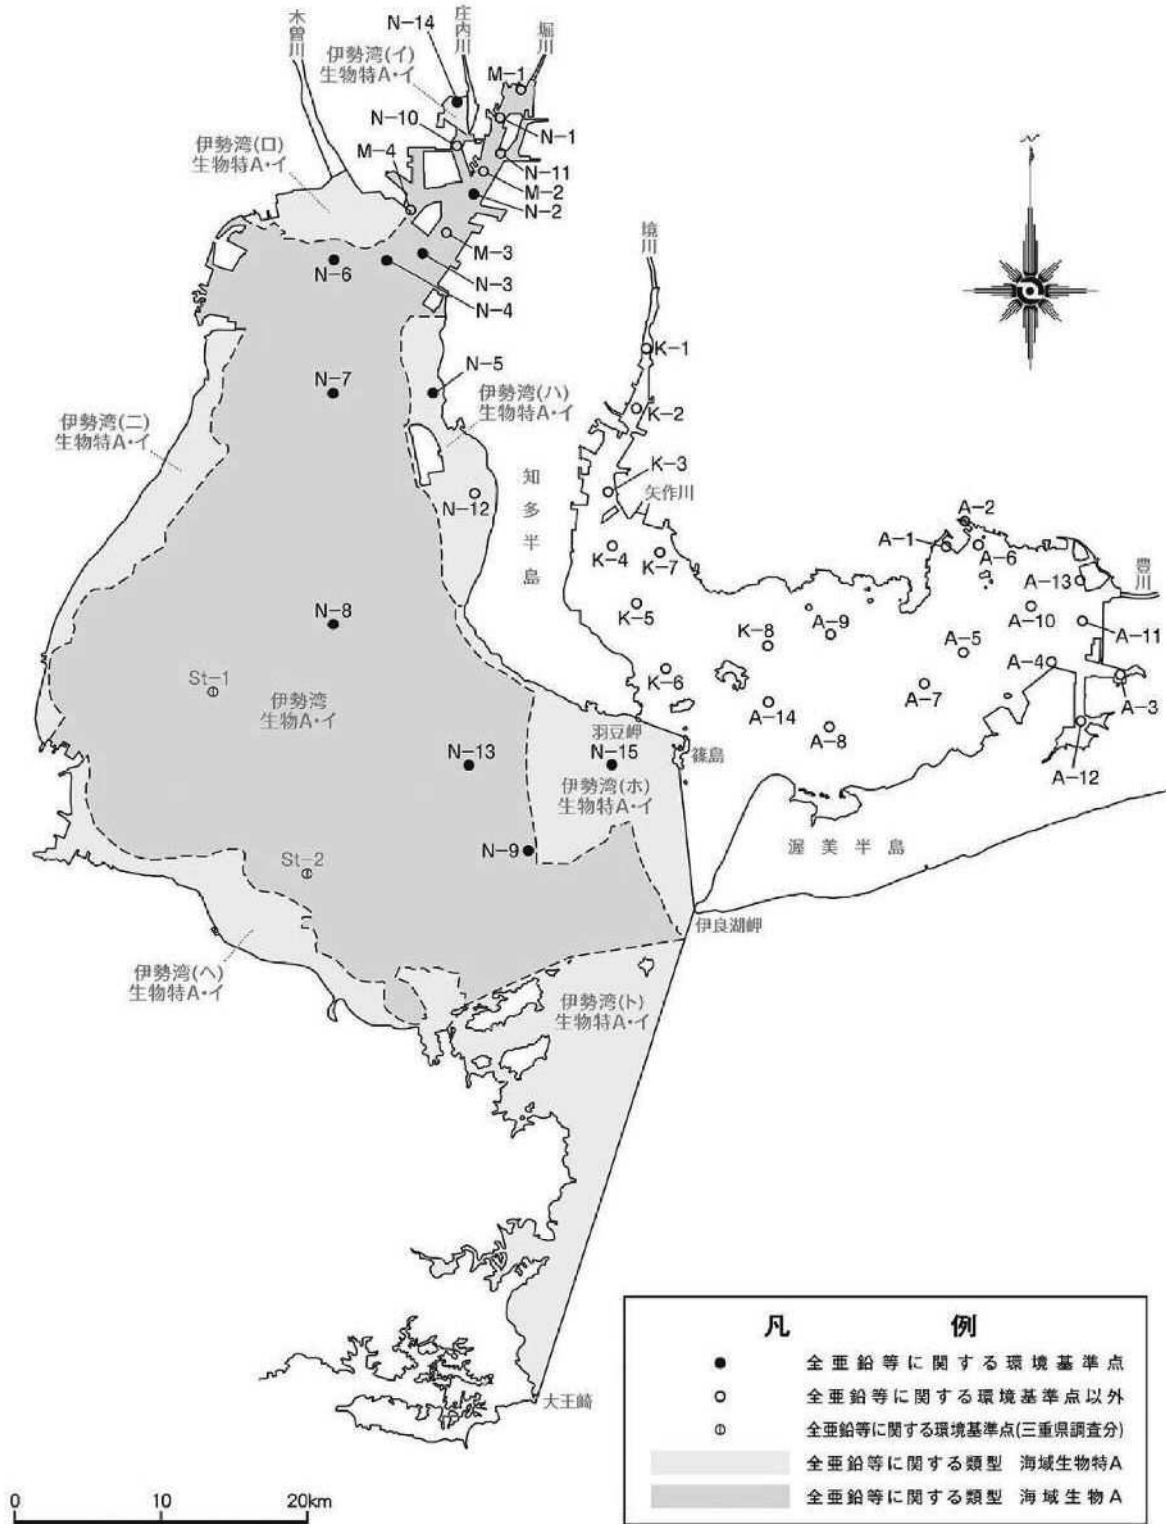 N-14
木曽川
庄内川
堀川
伊勢湾(イ)
生物特A・イ
M-1
N-10
N-1
伊勢湾(ロ)
生物特A・イ
M-4
N-11
M-2
N-2
M-3
N-6
N-3
N-4
境川
K-1
N-5
N-7
伊勢湾(ハ)
生物特A・イ
K-2
伊勢湾(ニ)
生物特A・イ
K-3
知多半島
矢作川
N-12
A-2
A-1
A-6
K-4
K-7
A-13
豊川
N-8
K-5
A-9
A-10
A-11
K-8
A-5
A-4
St-1
K-6
A-7
A-3
伊勢湾
生物A・イ
A-14
A-8
羽豆岬
篠島
N-13
N-15
A-12
伊勢湾(ホ)
生物特A・イ
N-9
渥美半島
St-2
伊良湖岬
伊勢湾(ヘ)
生物特A・イ
伊勢湾(ト)
生物特A・イ
大王崎
凡例
全亜鉛等に関する環境基準点
全亜鉛等に関する環境基準点以外
全亜鉛等に関する環境基準点(三重県調査分)
全亜鉛等に関する類型 海域生物特A
全亜鉛等に関する類型 海域生物A
0 10 20km